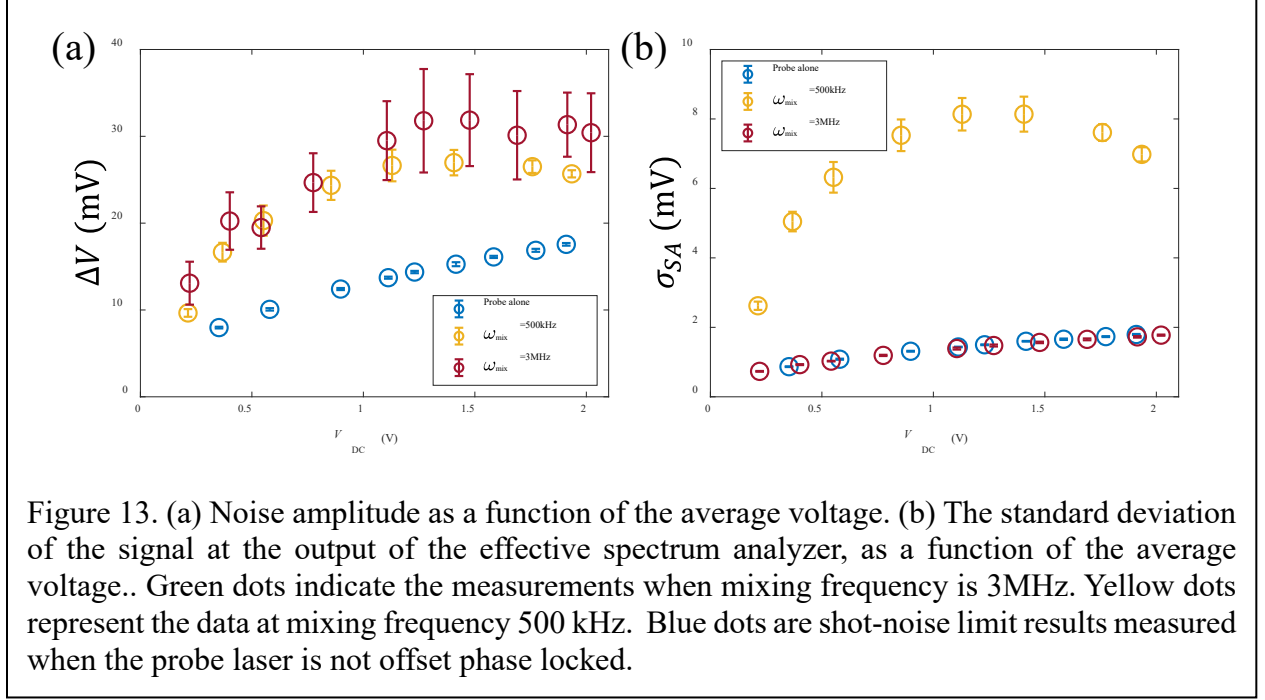 (a)
40
30
20
10
0
ΔV (mV)
0 0.5 1 1.5 2
V DC (V)
Probe alone
ω mix =500kHz
ω mix =3MHz
(b)
10
8
6
4
2
0
σSA (mV)
0 0.5 1 1.5 2
V DC (V)
Probe alone
ω mix =500kHz
ω mix =3MHz
Figure 13. (a) Noise amplitude as a function of the average voltage. (b) The standard deviation
of the signal at the output of the effective spectrum analyzer, as a function of the average
voltage.. Green dots indicate the measurements when mixing frequency is 3MHz. Yellow dots
represent the data at mixing frequency 500 kHz. Blue dots are shot-noise limit results measured
when the probe laser is not offset phase locked.